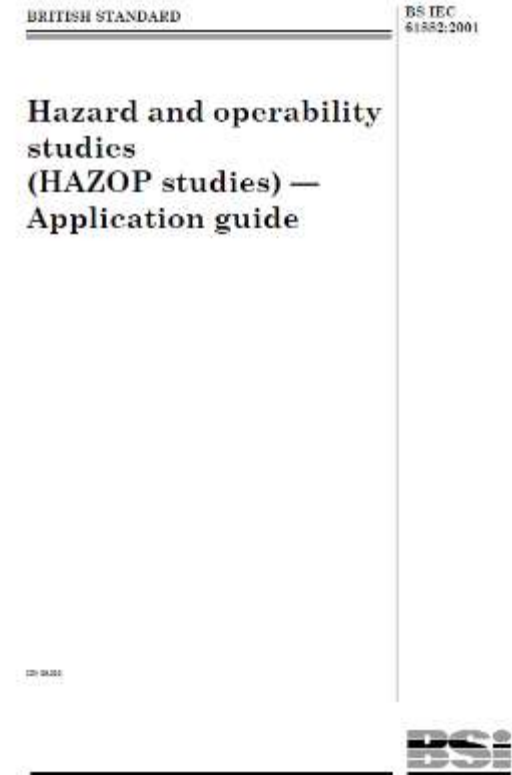 BRITISH STANDARD
BS IEC
61882:2001
Hazard and operability
studies
(HAZOP studies) —
Application guide
BSi